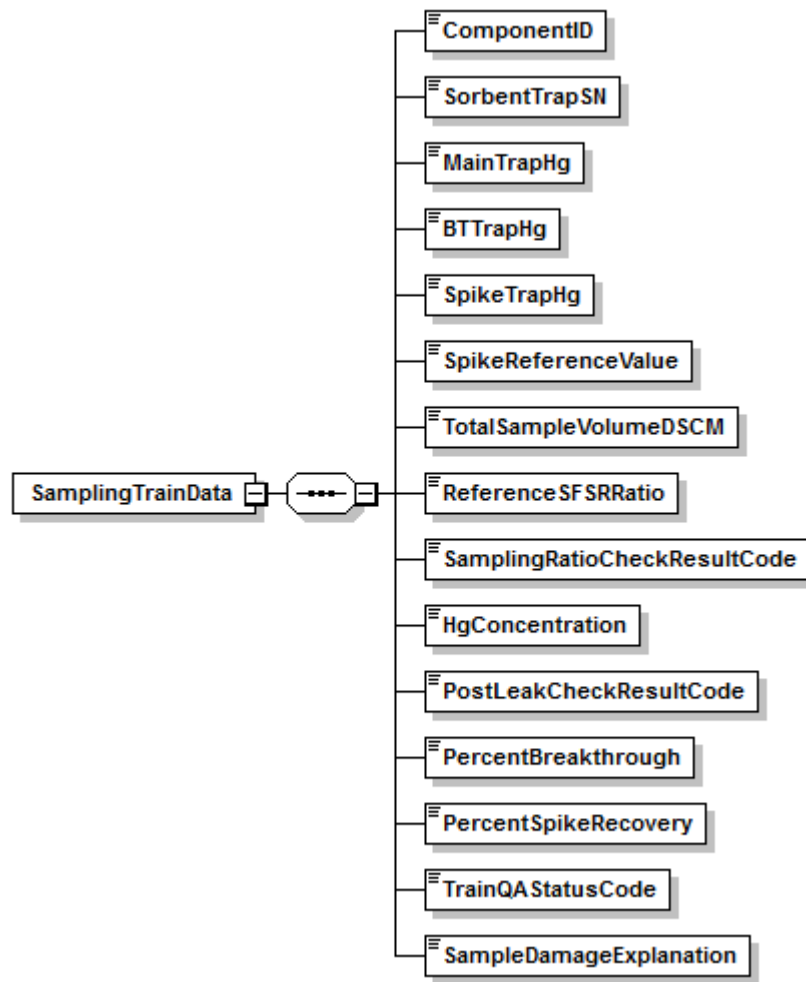 ComponentID
SorbentTrapSN
MainTrapHg
BTTrapHg
SpikeTrapHg
SpikeReferenceValue
TotalSampleVolumeDSCM
SamplingTrainData
ReferenceSFSRRatio
SamplingRatioCheckResultCode
HgConcentration
PostLeakCheckResultCode
PercentBreakthrough
PercentSpikeRecovery
TrainQAStatusCode
SampleDamageExplanation